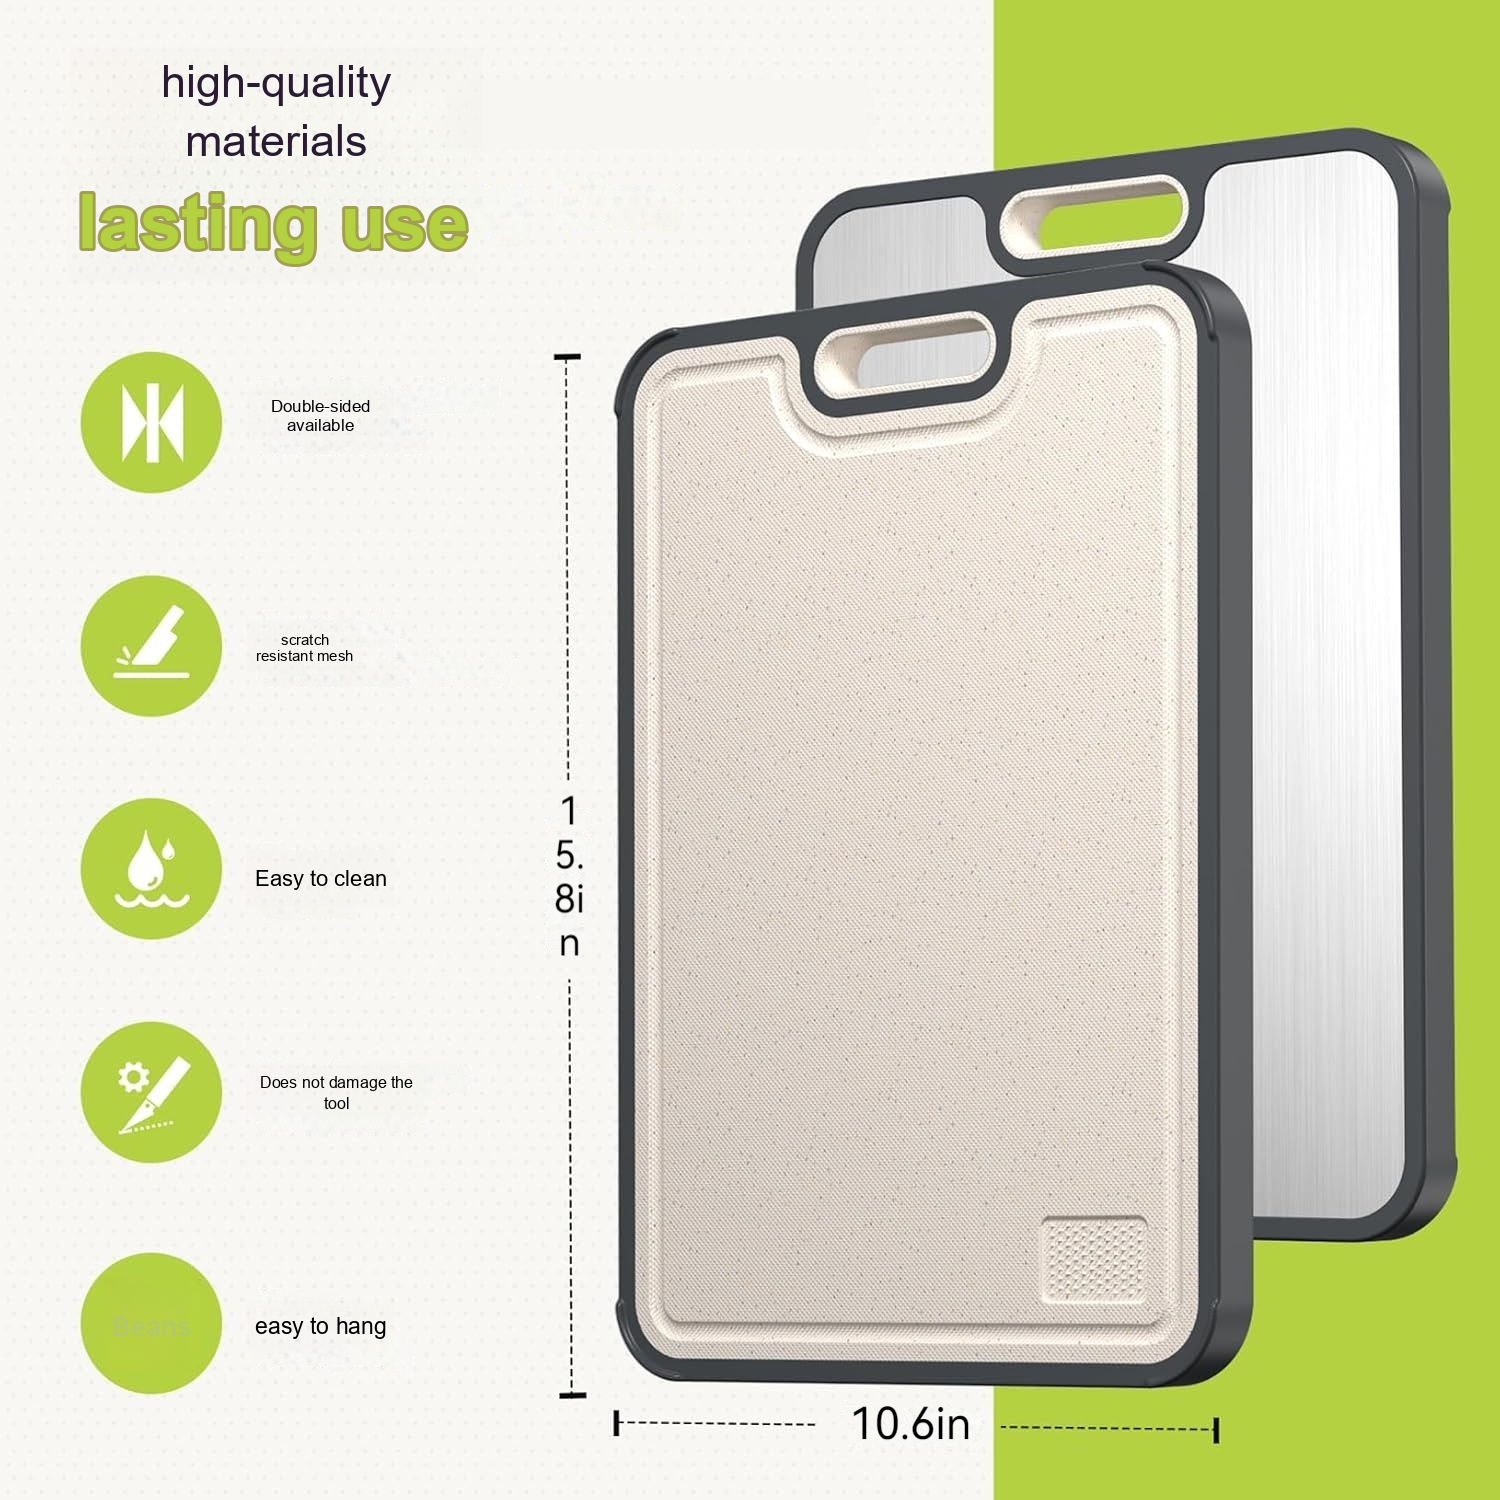 high-quality
materials
lasting use
Double-sided
available
scratch
resistant mesh
Easy to clean
Does not damage the
tool
Beans
easy to hang
1
5.
8i
n
10.6in